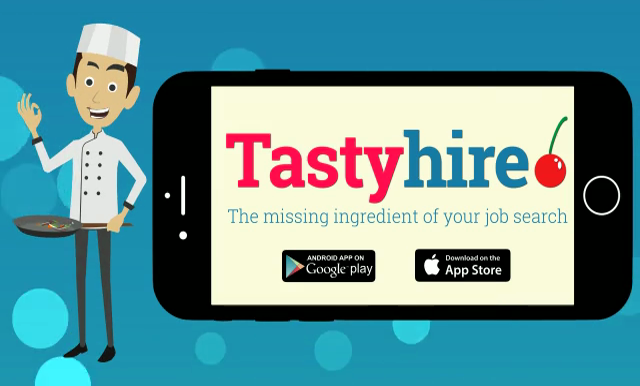 Tastyhire
The missing ingredient of your job search
ANDROID APP ON
Google play
Download on the
App Store